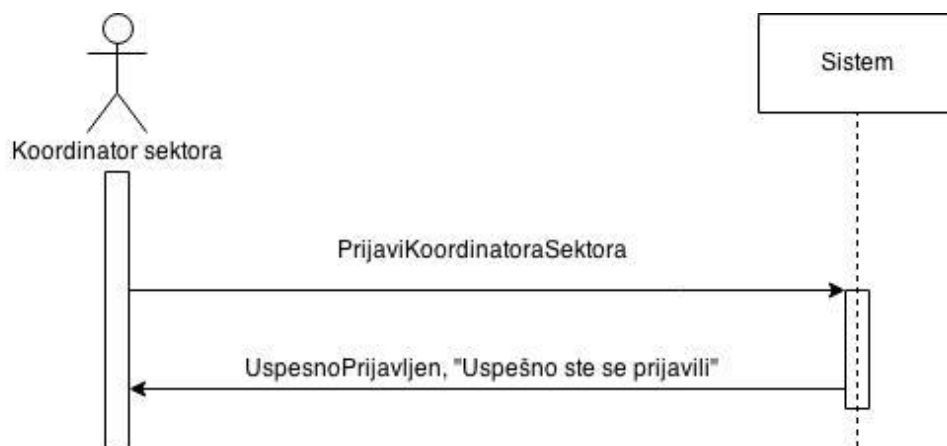 Sistem
Koordinator sektora
PrijaviKoordinatoraSektora
UspesnoPrijavljen, "Uspešno ste se prijavili"